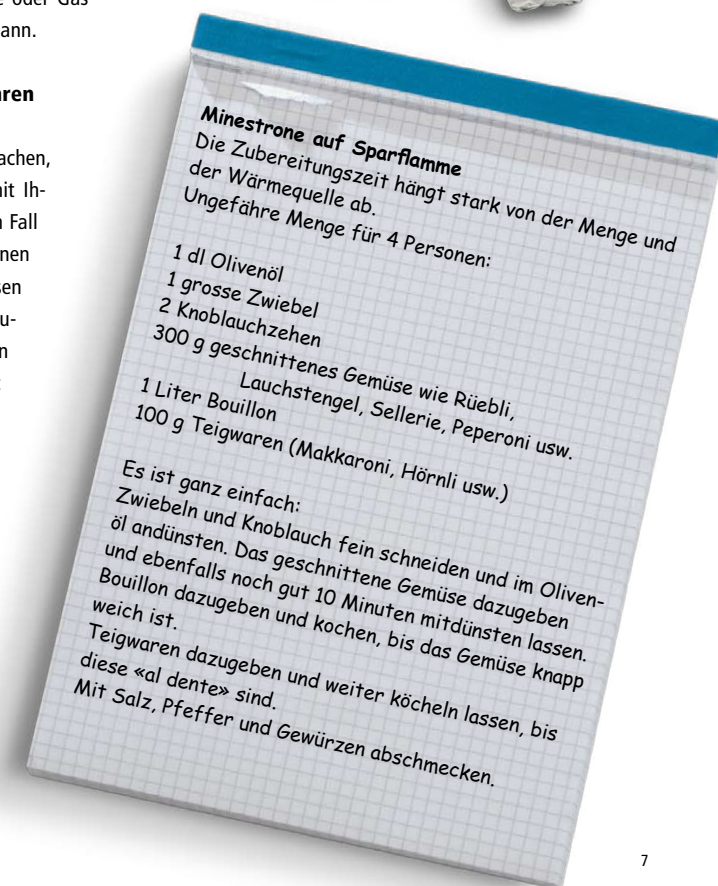 oder Gas
ann.
ren
achen,
it Ih-
Fall
nen
sen
u-
n
Minestrone auf Sparflamme
Die Zubereitungszeit hängt stark von der Menge und
der Wärmequelle ab.
Ungefähre Menge für 4 Personen:
1 dl Olivenöl
1 grosse Zwiebel
2 Knoblauchzehen
300 g geschnittenes Gemüse wie Rüebli,
Lauchstengel, Sellerie, Peperoni usw.
1 Liter Bouillon
100 g Teigwaren (Makkaroni, Hörnli usw.)
Es ist ganz einfach:
Zwiebeln und Knoblauch fein schneiden und im Oliven-
öl andünsten. Das geschnittene Gemüse dazugeben
und ebenfalls noch gut 10 Minuten mitdünsten lassen.
Bouillon dazugeben und kochen, bis das Gemüse knapp
weich ist.
Teigwaren dazugeben und weiter köcheln lassen, bis
diese «al dente» sind.
Mit Salz, Pfeffer und Gewürzen abschmecken.
7